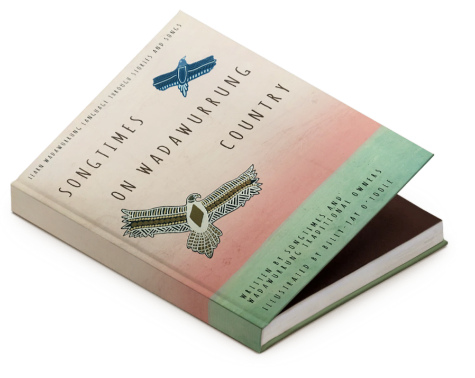 LEARN WADAWURRUNG LANGUAGE THROUGH STORIES AND SONGS
SONGTIMES
ON WADAWURRUNG
COUNTRY
WRITTEN BY SONGTIMES AND
WADAWURRUNG TRADITIONAL OWNERS
ILLUSTRATED BY BILLY-JAY O'TOOLE